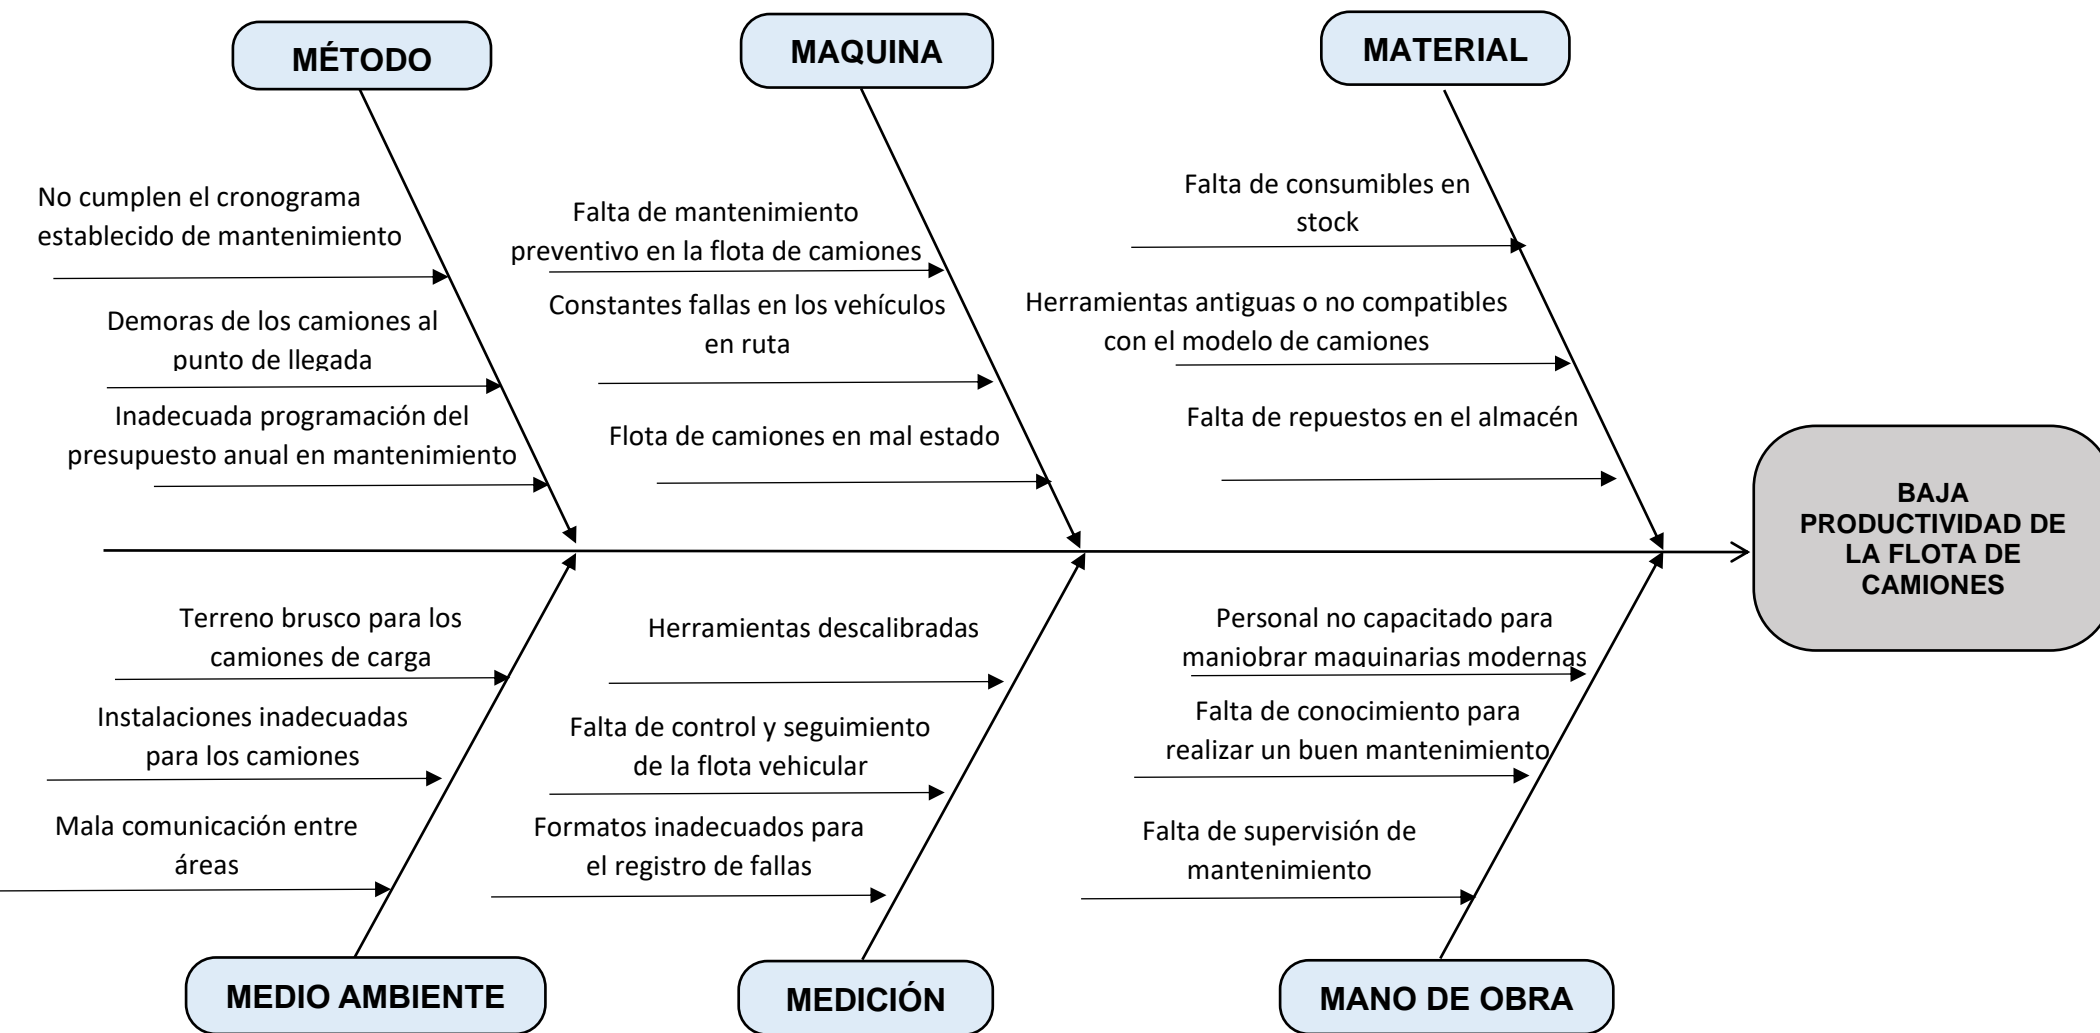 MÉTODO
MAQUINA
MATERIAL
No cumplen el cronograma
establecido de mantenimiento
Demoras de los camiones al
punto de llegada
Inadecuada programación del
presupuesto anual en mantenimiento
Falta de mantenimiento
preventivo en la flota de camiones
Constantes fallas en los vehículos
en ruta
Flota de camiones en mal estado
Falta de consumibles en
stock
Herramientas antiguas o no compatibles
con el modelo de camiones
Falta de repuestos en el almacén
BAJA
PRODUCTIVIDAD DE
LA FLOTA DE
CAMIONES
Terreno brusco para los
camiones de carga
Instalaciones inadecuadas
para los camiones
Mala comunicación entre
áreas
Herramientas descalibradas
Falta de control y seguimiento
de la flota vehicular
Formatos inadecuados para
el registro de fallas
Personal no capacitado para
maniobrar maquinarias modernas
Falta de conocimiento para
realizar un buen mantenimiento
Falta de supervisión de
mantenimiento
MEDIO AMBIENTE
MEDICIÓN
MANO DE OBRA